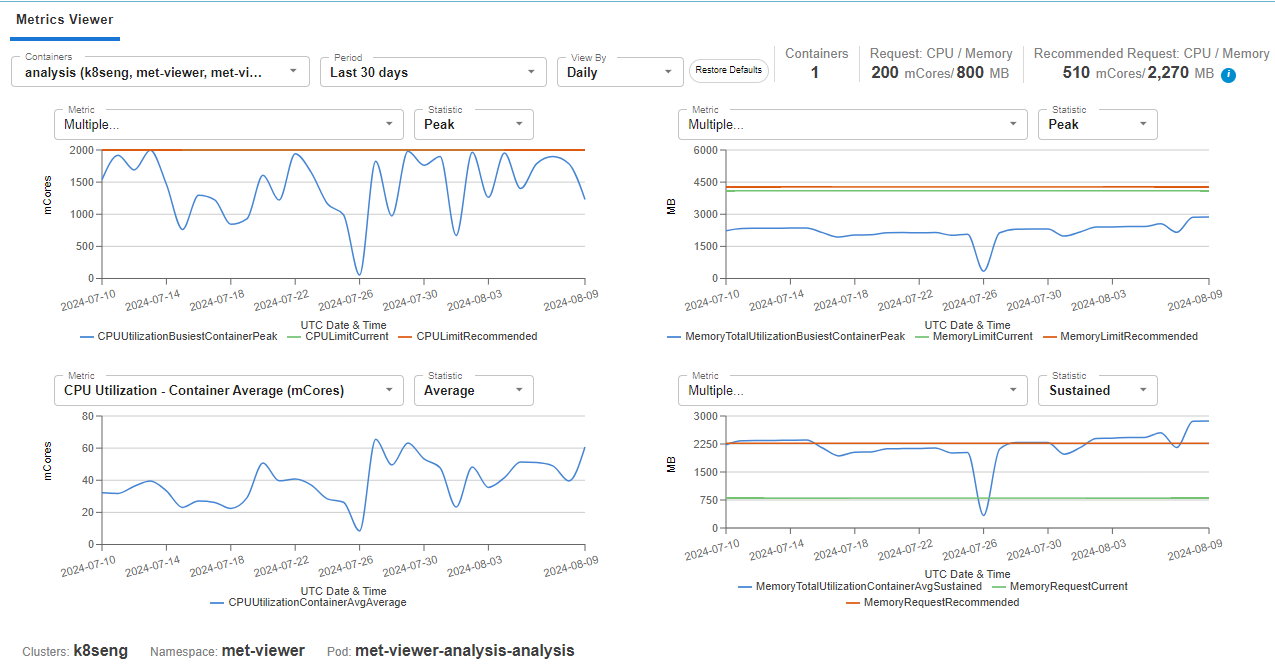 Metrics Viewer
Containers Period View By
analysis (k8seng, met-viewer, met-vi... Last 30 days Daily Restore Defaults
Containers Request: CPU / Memory Recommended Request: CPU / Memory
1 200 mCores/ 800 MB 510 mCores/ 2,270 MB i
Metric Statistic
Multiple... Peak
2000
1500
1000
500
0
mCores
2024-07-10 2024-07-14 2024-07-18 2024-07-22 2024-07-26 2024-07-30 2024-08-03 2024-08-09
UTC Date & Time
CPUUtilizationBusiestContainerPeak CPULimitCurrent CPULimitRecommended
Metric Statistic
Multiple... Peak
6000
4500
3000
1500
0
MB
2024-07-10 2024-07-14 2024-07-18 2024-07-22 2024-07-26 2024-07-30 2024-08-03 2024-08-09
UTC Date & Time
MemoryTotalUtilizationBusiestContainerPeak MemoryLimitCurrent MemoryLimitRecommended
Metric Statistic
CPU Utilization - Container Average (mCores) Average
80
60
40
20
0
mCores
2024-07-10 2024-07-14 2024-07-18 2024-07-22 2024-07-26 2024-07-30 2024-08-03 2024-08-09
UTC Date & Time
CPUUtilizationContainerAvgAverage
Metric Statistic
Multiple... Sustained
3000
2250
1500
750
0
MB
2024-07-10 2024-07-14 2024-07-18 2024-07-22 2024-07-26 2024-07-30 2024-08-03 2024-08-09
UTC Date & Time
MemoryTotalUtilizationContainerAvgSustained MemoryRequestCurrent
MemoryRequestRecommended
Clusters: k8seng Namespace: met-viewer Pod: met-viewer-analysis-analysis